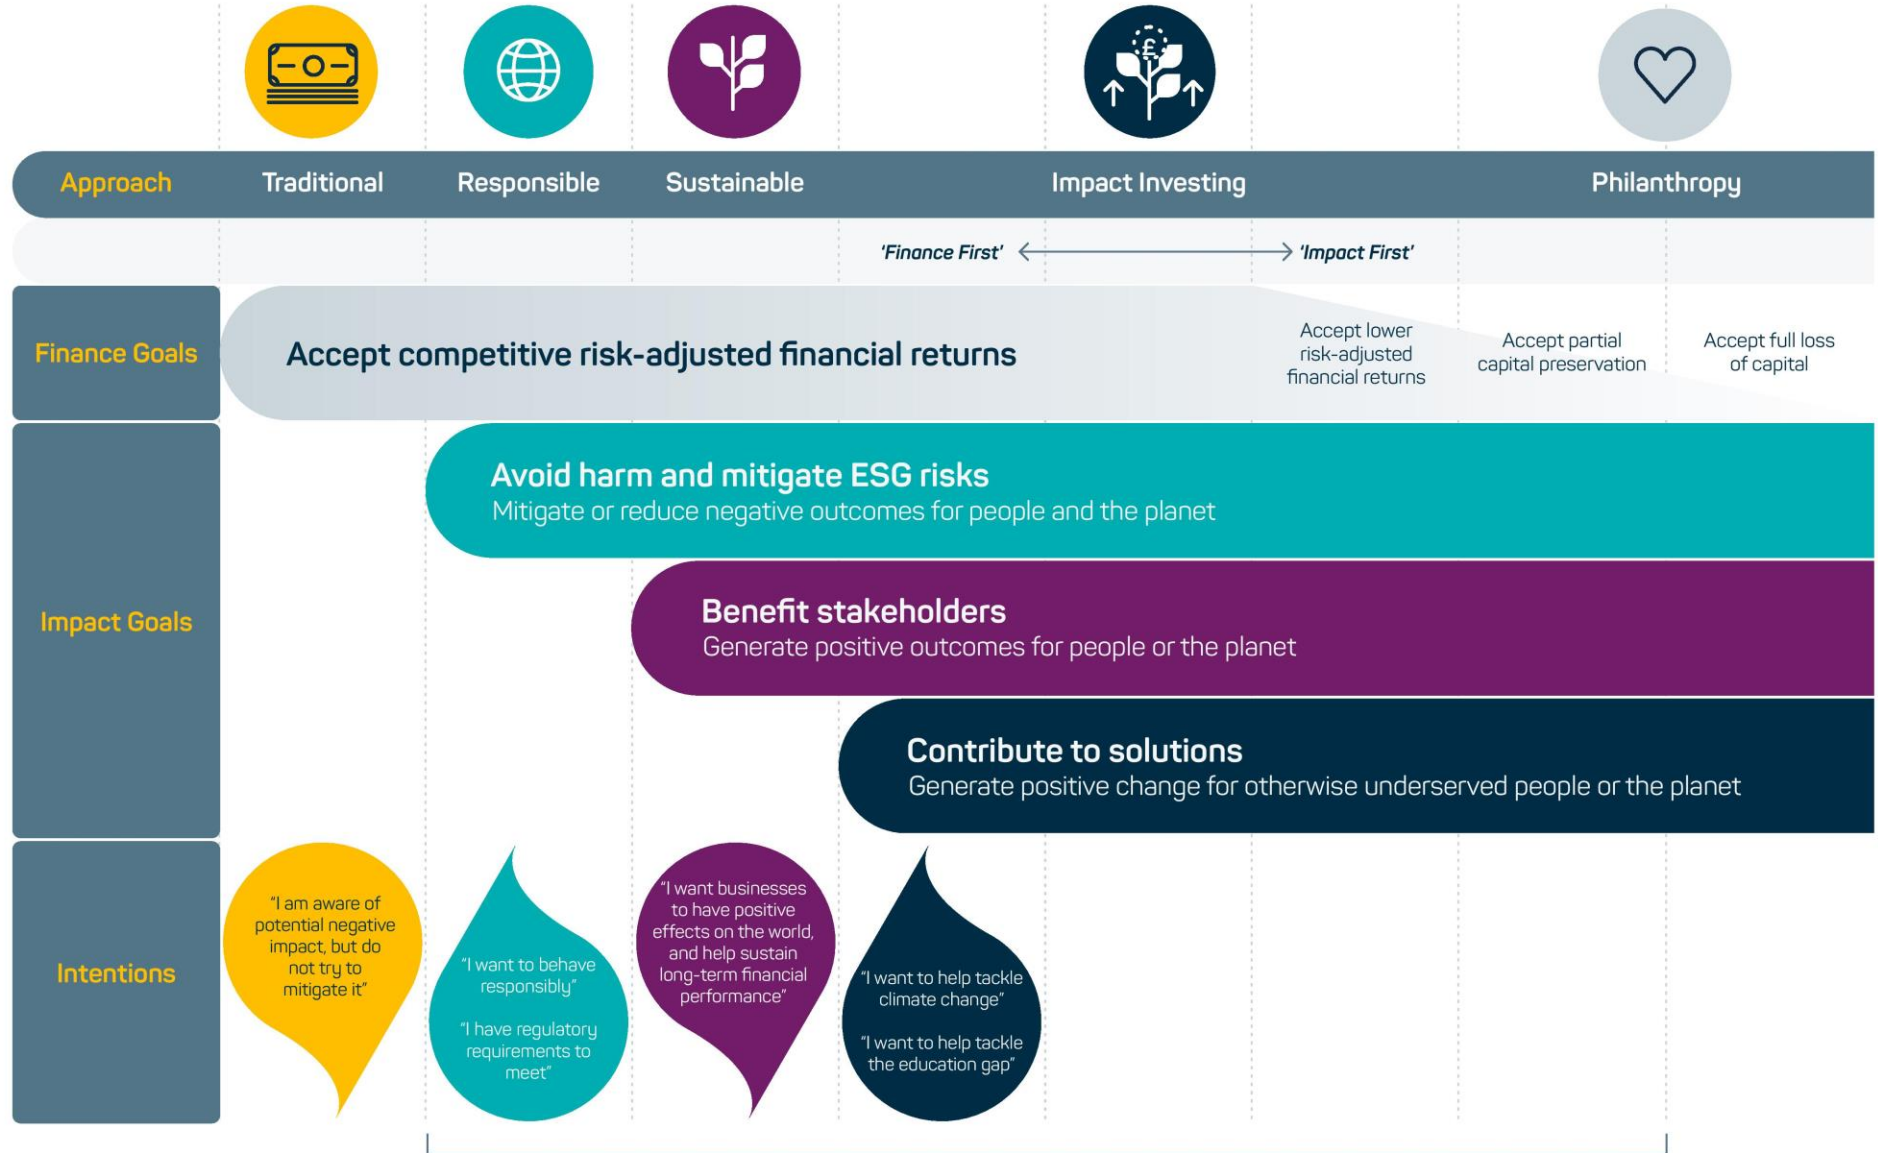 £
Approach
Traditional
Responsible
Sustainable
Impact Investing
Philanthropy
'Finance First'
'Impact First'
Finance Goals
Accept competitive risk-adjusted financial returns
Accept lower
risk-adjusted
financial returns
Accept partial
capital preservation
Accept full loss
of capital
Impact Goals
Avoid harm and mitigate ESG risks
Mitigate or reduce negative outcomes for people and the planet
Benefit stakeholders
Generate positive outcomes for people or the planet
Contribute to solutions
Generate positive change for otherwise underserved people or the planet
Intentions
"I am aware of
potential negative
impact, but do
not try to
mitigate it"
"I want to behave
responsibly"
"I have regulatory
requirements to
meet"
"I want businesses
to have positive
effects on the world,
and help sustain
long-term financial
performance"
"I want to help tackle
climate change"
"I want to help tackle
the education gap"